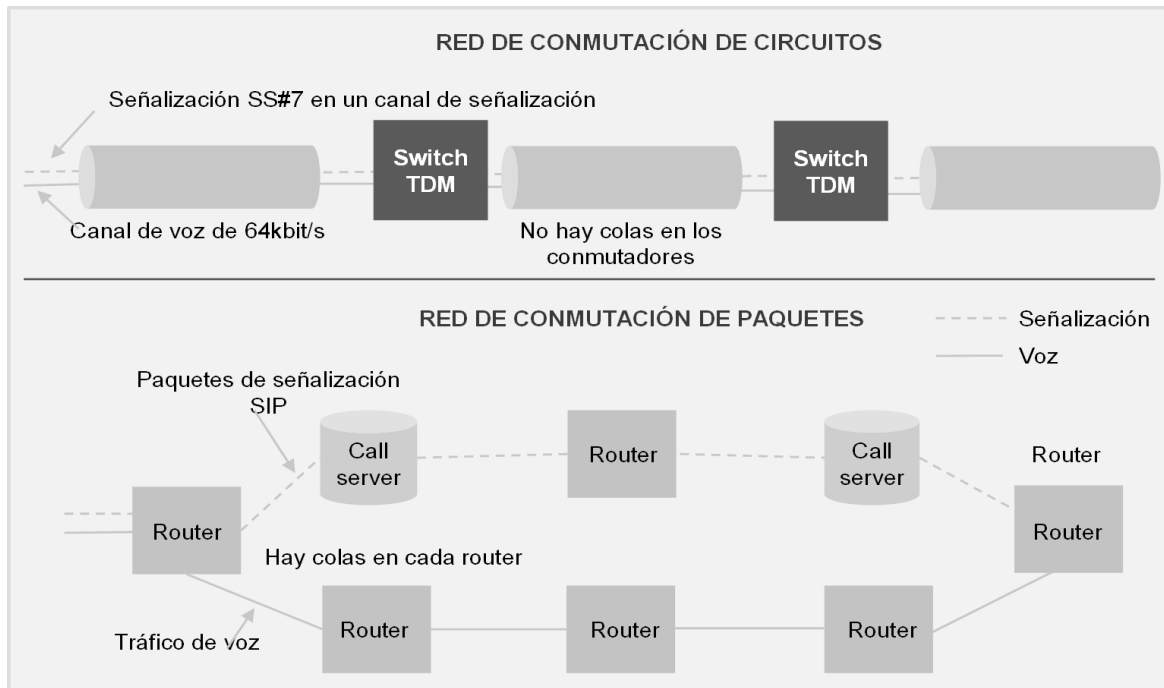 RED DE CONMUTACIÓN DE CIRCUITOS
Señalización SS#7 en un canal de señalización
Switch
TDM
Switch
TDM
Canal de voz de 64kbit/s
No hay colas en los
conmutadores
RED DE CONMUTACIÓN DE PAQUETES
Señalización
Voz
Paquetes de señalización
SIP
Call
server
Router
Call
server
Router
Router
Router
Hay colas en cada router
Tráfico de voz
Router
Router
Router